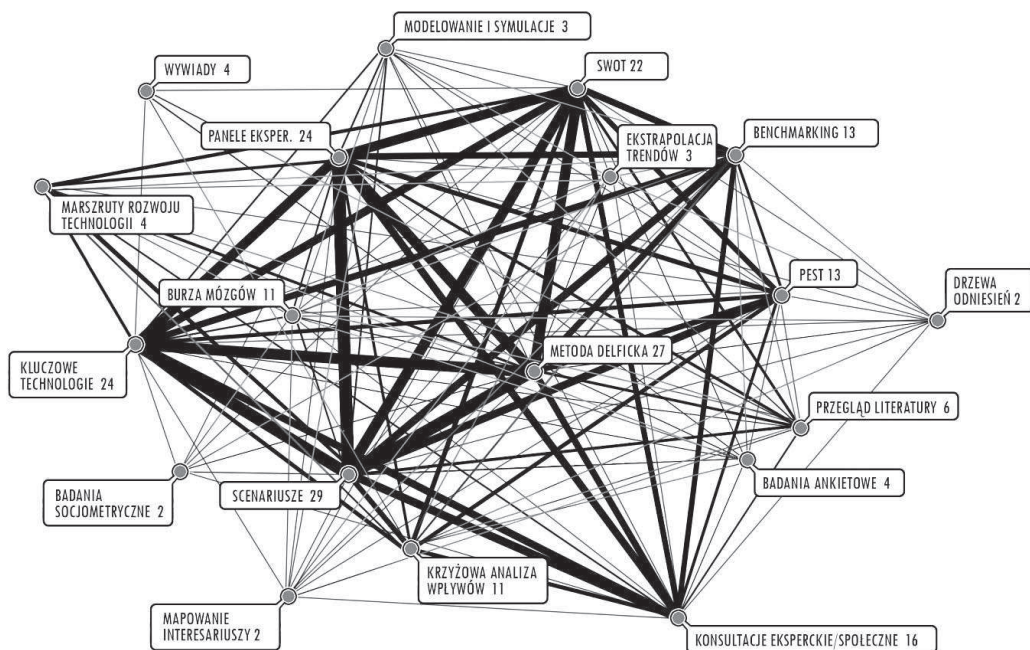 MODELOWANIE I SYMULACJE 3
WYWIADY 4
SWOT 22
PANELE EKSPER. 24
EKSTRAPOLACJA
TRENDÓW 3
BENCHMARKING 13
MARSZRUTY ROZWOJU
TECHNOLOGII 4
BURZA MÓZGÓW 11
PEST 13
DRZEWA
ODNIESIEŃ 2
KLUCZOWE
TECHNOLOGIE 24
METODA DELFICKA 27
PRZEGLĄD LITERATURY 6
BADANIA
SOCJOMETRYCZNE 2
SCENARIUSZE 29
BADANIA ANKIETOWE 4
KRZYŻOWA ANALIZA
WPŁYWÓW 11
MAPOWANIE
INTERESARIUSZY 2
KONSULTACJE EKSPERCKIE/SPOŁECZNE 16